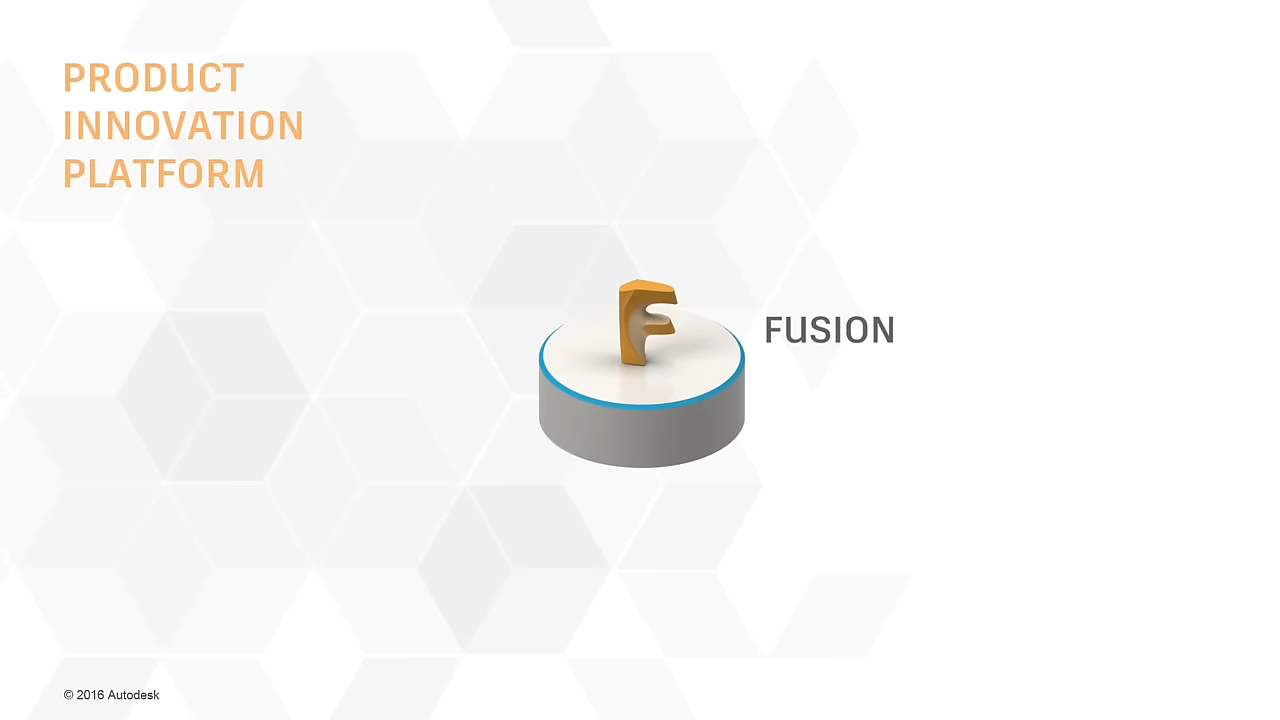 PRODUCT
INNOVATION
PLATFORM
F
FUSION
© 2016 Autodesk